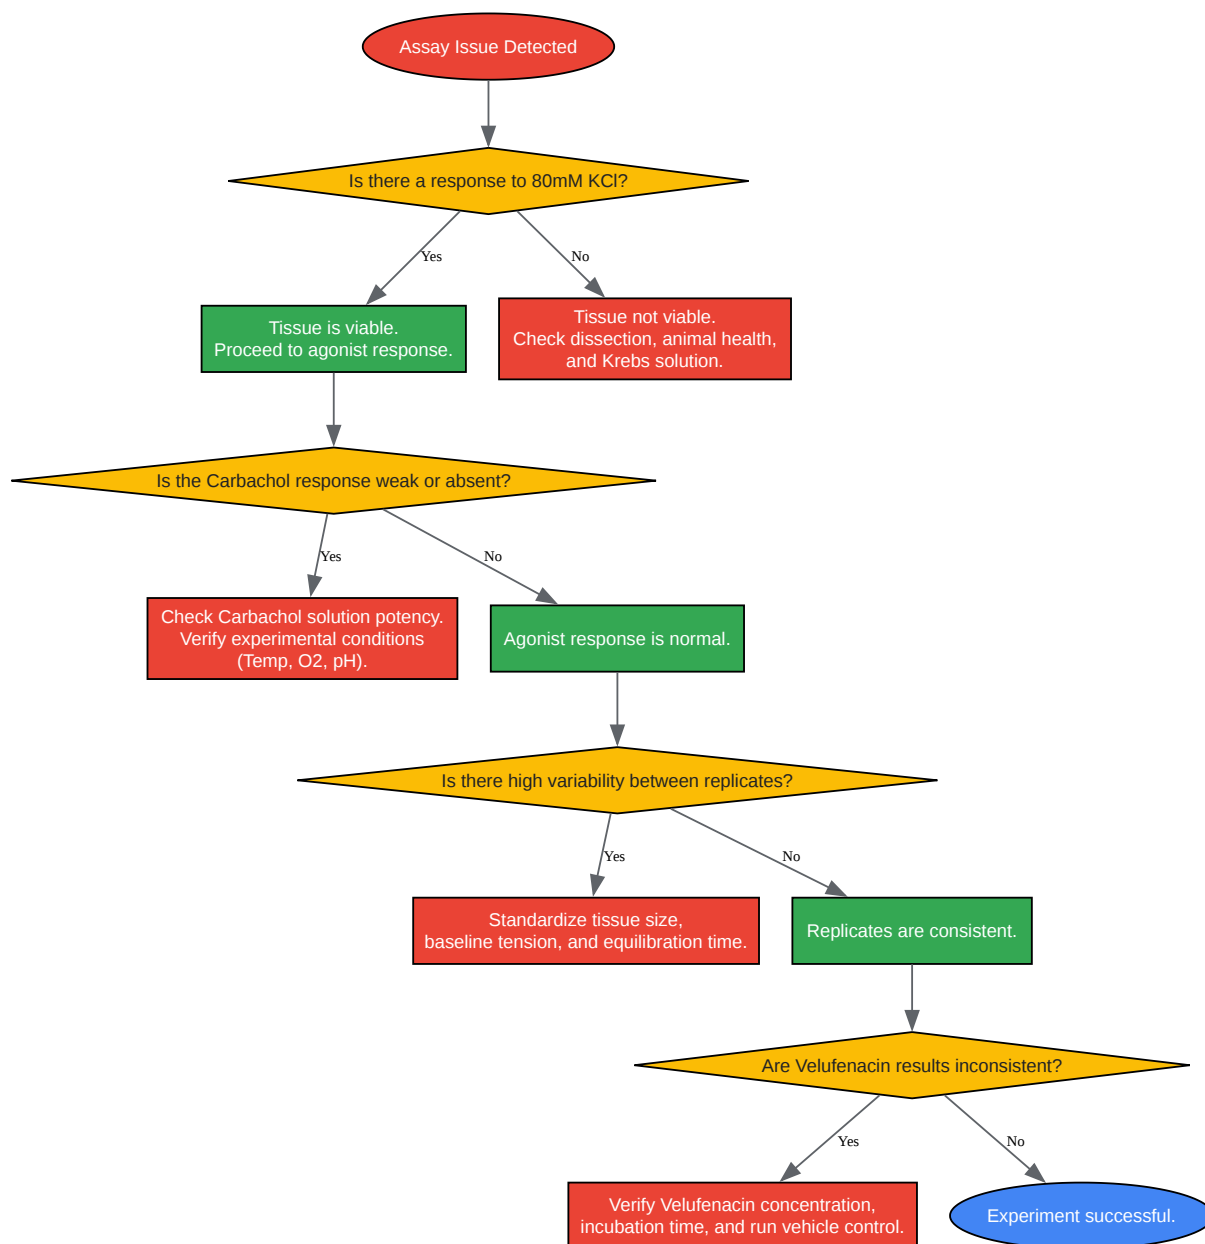 Assay Issue Detected
Is there a response to 80mM KCl?
Yes
No
Tissue is viable.
Proceed to agonist response.
Tissue not viable.
Check dissection, animal health,
and Krebs solution.
Is the Carbachol response weak or absent?
Yes
No
Check Carbachol solution potency.
Verify experimental conditions
(Temp, O2, pH).
Agonist response is normal.
Is there high variability between replicates?
Yes
No
Standardize tissue size,
baseline tension, and equilibration time.
Replicates are consistent.
Are Velufenacin results inconsistent?
Yes
No
Verify Velufenacin concentration,
incubation time, and run vehicle control.
Experiment successful.